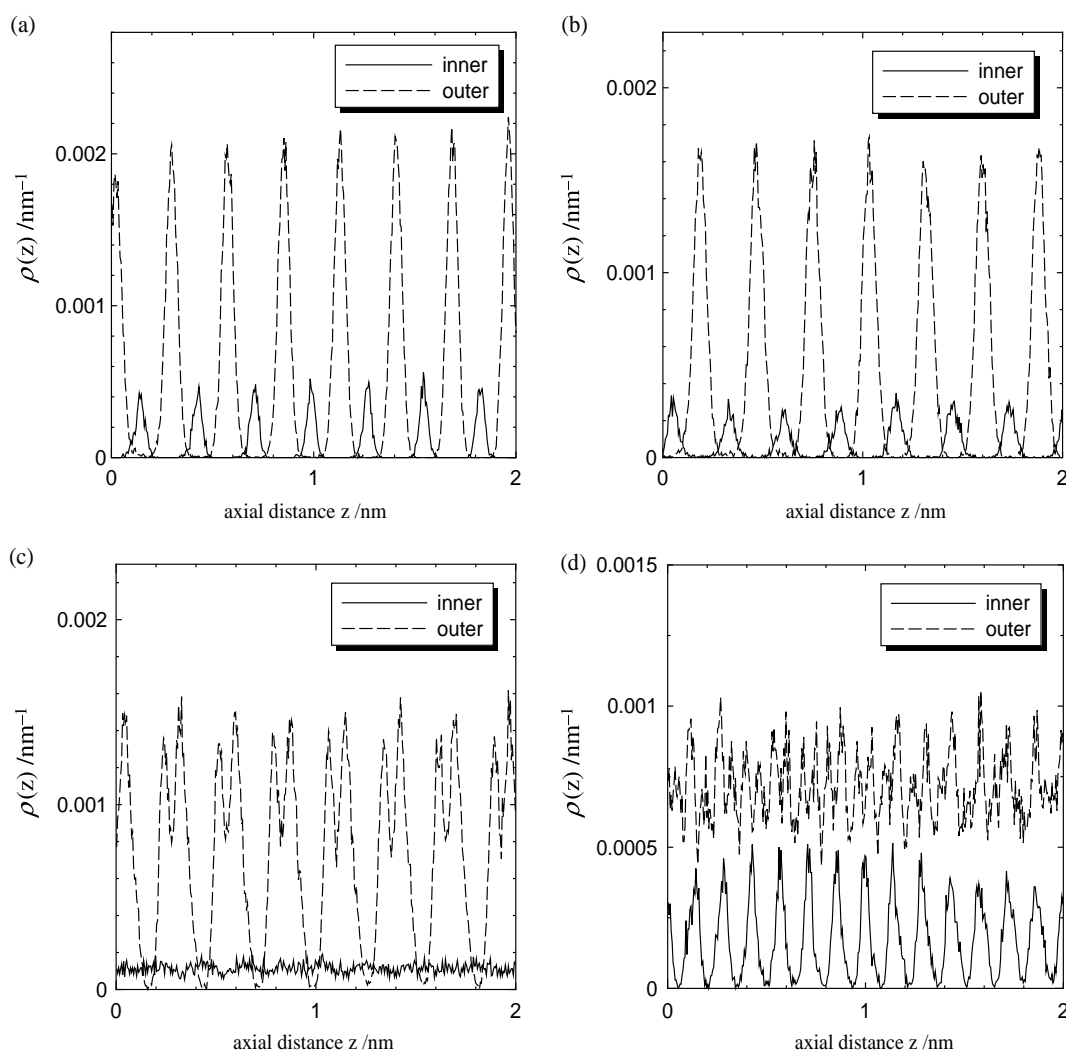 (a)
inner
outer
0.002
0.001
0
ρ(z) /nm⁻¹
0 1 2
axial distance z /nm
(b)
inner
outer
0.002
0.001
0
ρ(z) /nm⁻¹
0 1 2
axial distance z /nm
(c)
inner
outer
0.002
0.001
0
ρ(z) /nm⁻¹
0 1 2
axial distance z /nm
(d)
inner
outer
0.0015
0.001
0.0005
0
ρ(z) /nm⁻¹
0 1 2
axial distance z /nm